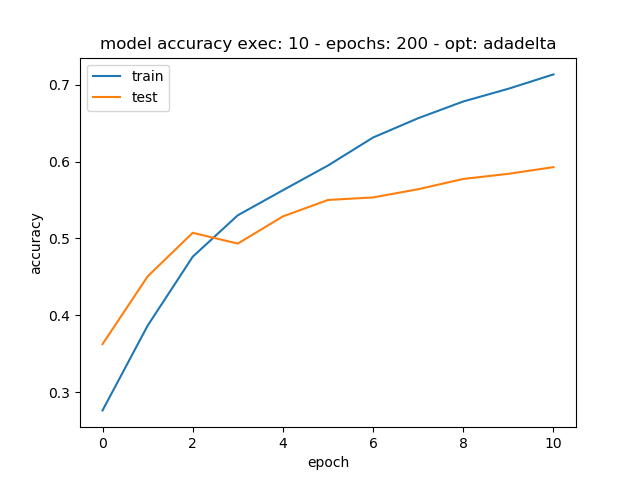 model accuracy exec: 10 - epochs: 200 - opt: adadelta
train
test
0.7
0.6
0.5
0.4
0.3
accuracy
0 2 4 6 8 10
epoch